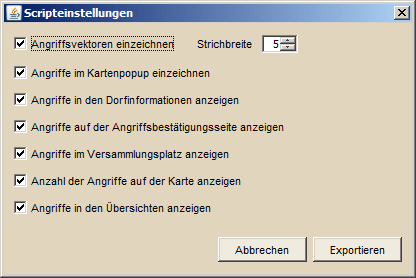 Scripteinstellungen
Angriffsvektoren einzeichnen Strichbreite 5
Angriffe im Kartenpopup einzeichnen
Angriffe in den Dorfinformationen anzeigen
Angriffe auf der Angriffsbestätigungsseite anzeigen
Angriffe im Versammlungsplatz anzeigen
Anzahl der Angriffe auf der Karte anzeigen
Angriffe in den Übersichten anzeigen
Abbrechen Exportieren